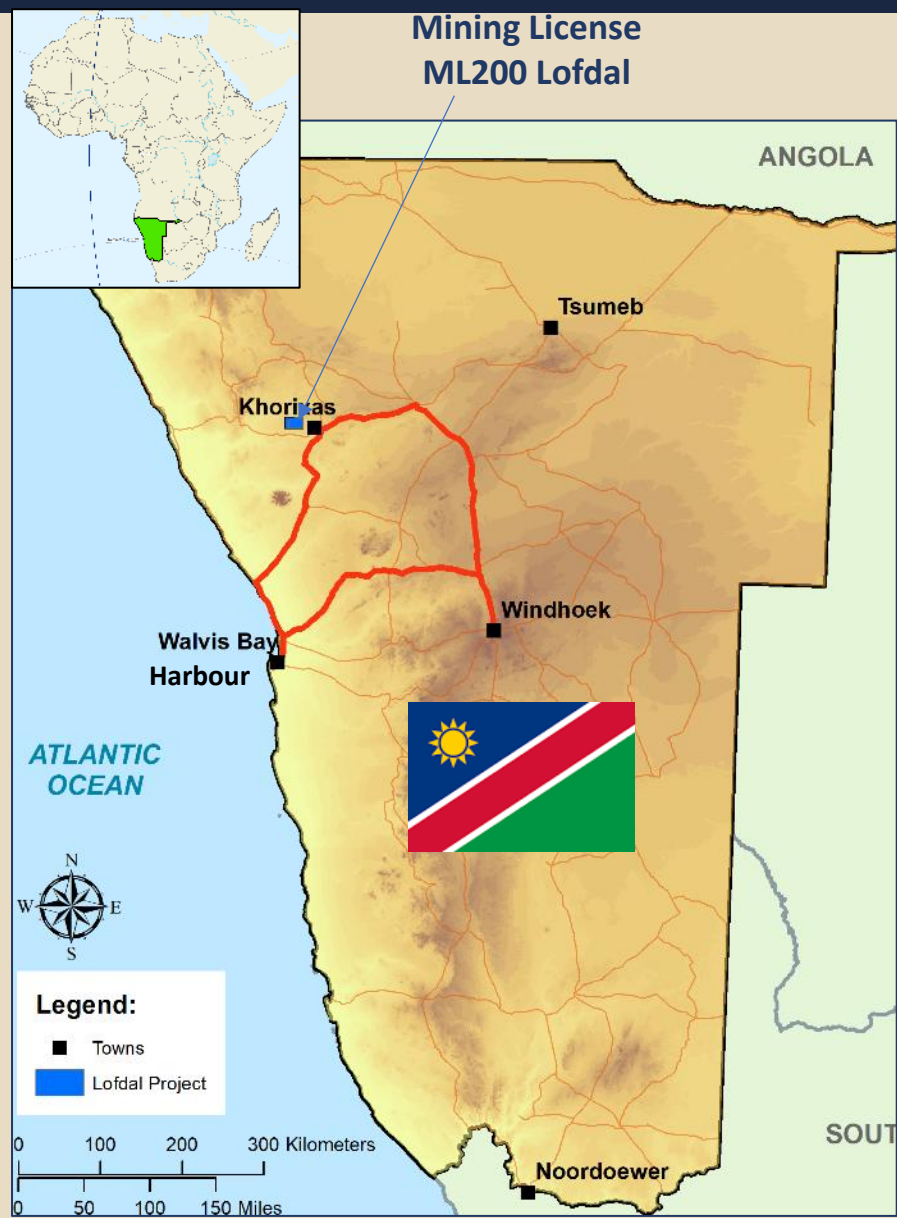 Mining License
ML200 Lofdal
ANGOLA
Tsumeb
Khorixas
Windhoek
Walvis Bay
Harbour
ATLANTIC
OCEAN
N
W E
S
Legend:
Towns
Lofdal Project
0 100 200 300 Kilometers
0 50 100 150 Miles
SOUT
Noordoewer